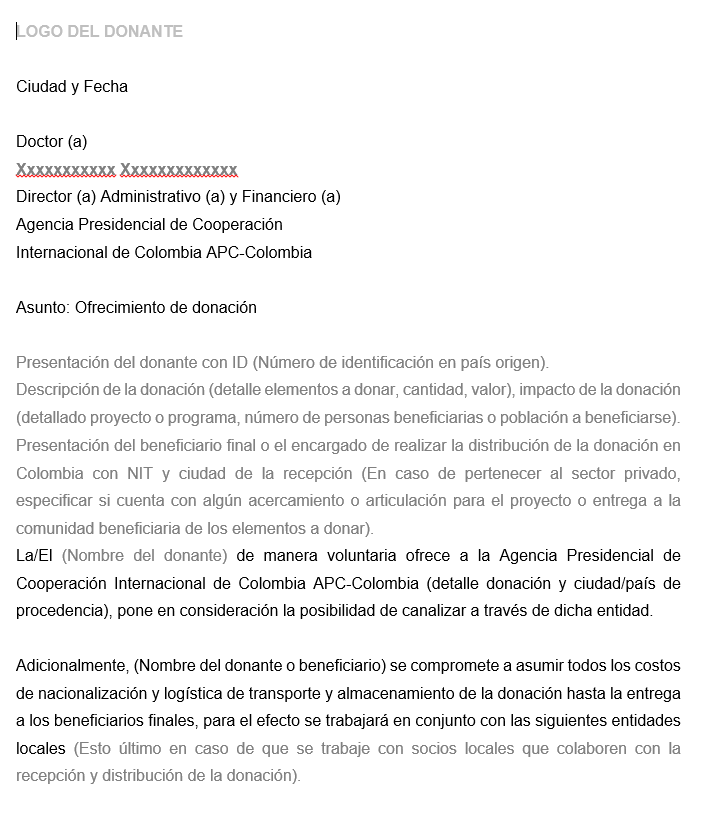 LOGO DEL DONANTE
Ciudad y Fecha
Doctor (a)
Xxxxxxxxxxx Xxxxxxxxxxxxx
Director (a) Administrativo (a) y Financiero (a)
Agencia Presidencial de Cooperación
Internacional de Colombia APC-Colombia
Asunto: Ofrecimiento de donación
Presentación del donante con ID (Número de identificación en país origen).
Descripción de la donación (detalle elementos a donar, cantidad, valor), impacto de la donación
(detallado proyecto o programa, número de personas beneficiarias o población a beneficiarse).
Presentación del beneficiario final o el encargado de realizar la distribución de la donación en
Colombia con NIT y ciudad de la recepción (En caso de pertenecer al sector privado,
especificar si cuenta con algún acercamiento o articulación para el proyecto o entrega a la
comunidad beneficiaria de los elementos a donar).
La/El (Nombre del donante) de manera voluntaria ofrece a la Agencia Presidencial de
Cooperación Internacional de Colombia APC-Colombia (detalle donación y ciudad/país de
procedencia), pone en consideración la posibilidad de canalizar a través de dicha entidad.
Adicionalmente, (Nombre del donante o beneficiario) se compromete a asumir todos los costos
de nacionalización y logística de transporte y almacenamiento de la donación hasta la entrega
a los beneficiarios finales, para el efecto se trabajará en conjunto con las siguientes entidades
locales (Esto último en caso de que se trabaje con socios locales que colaboren con la
recepción y distribución de la donación).